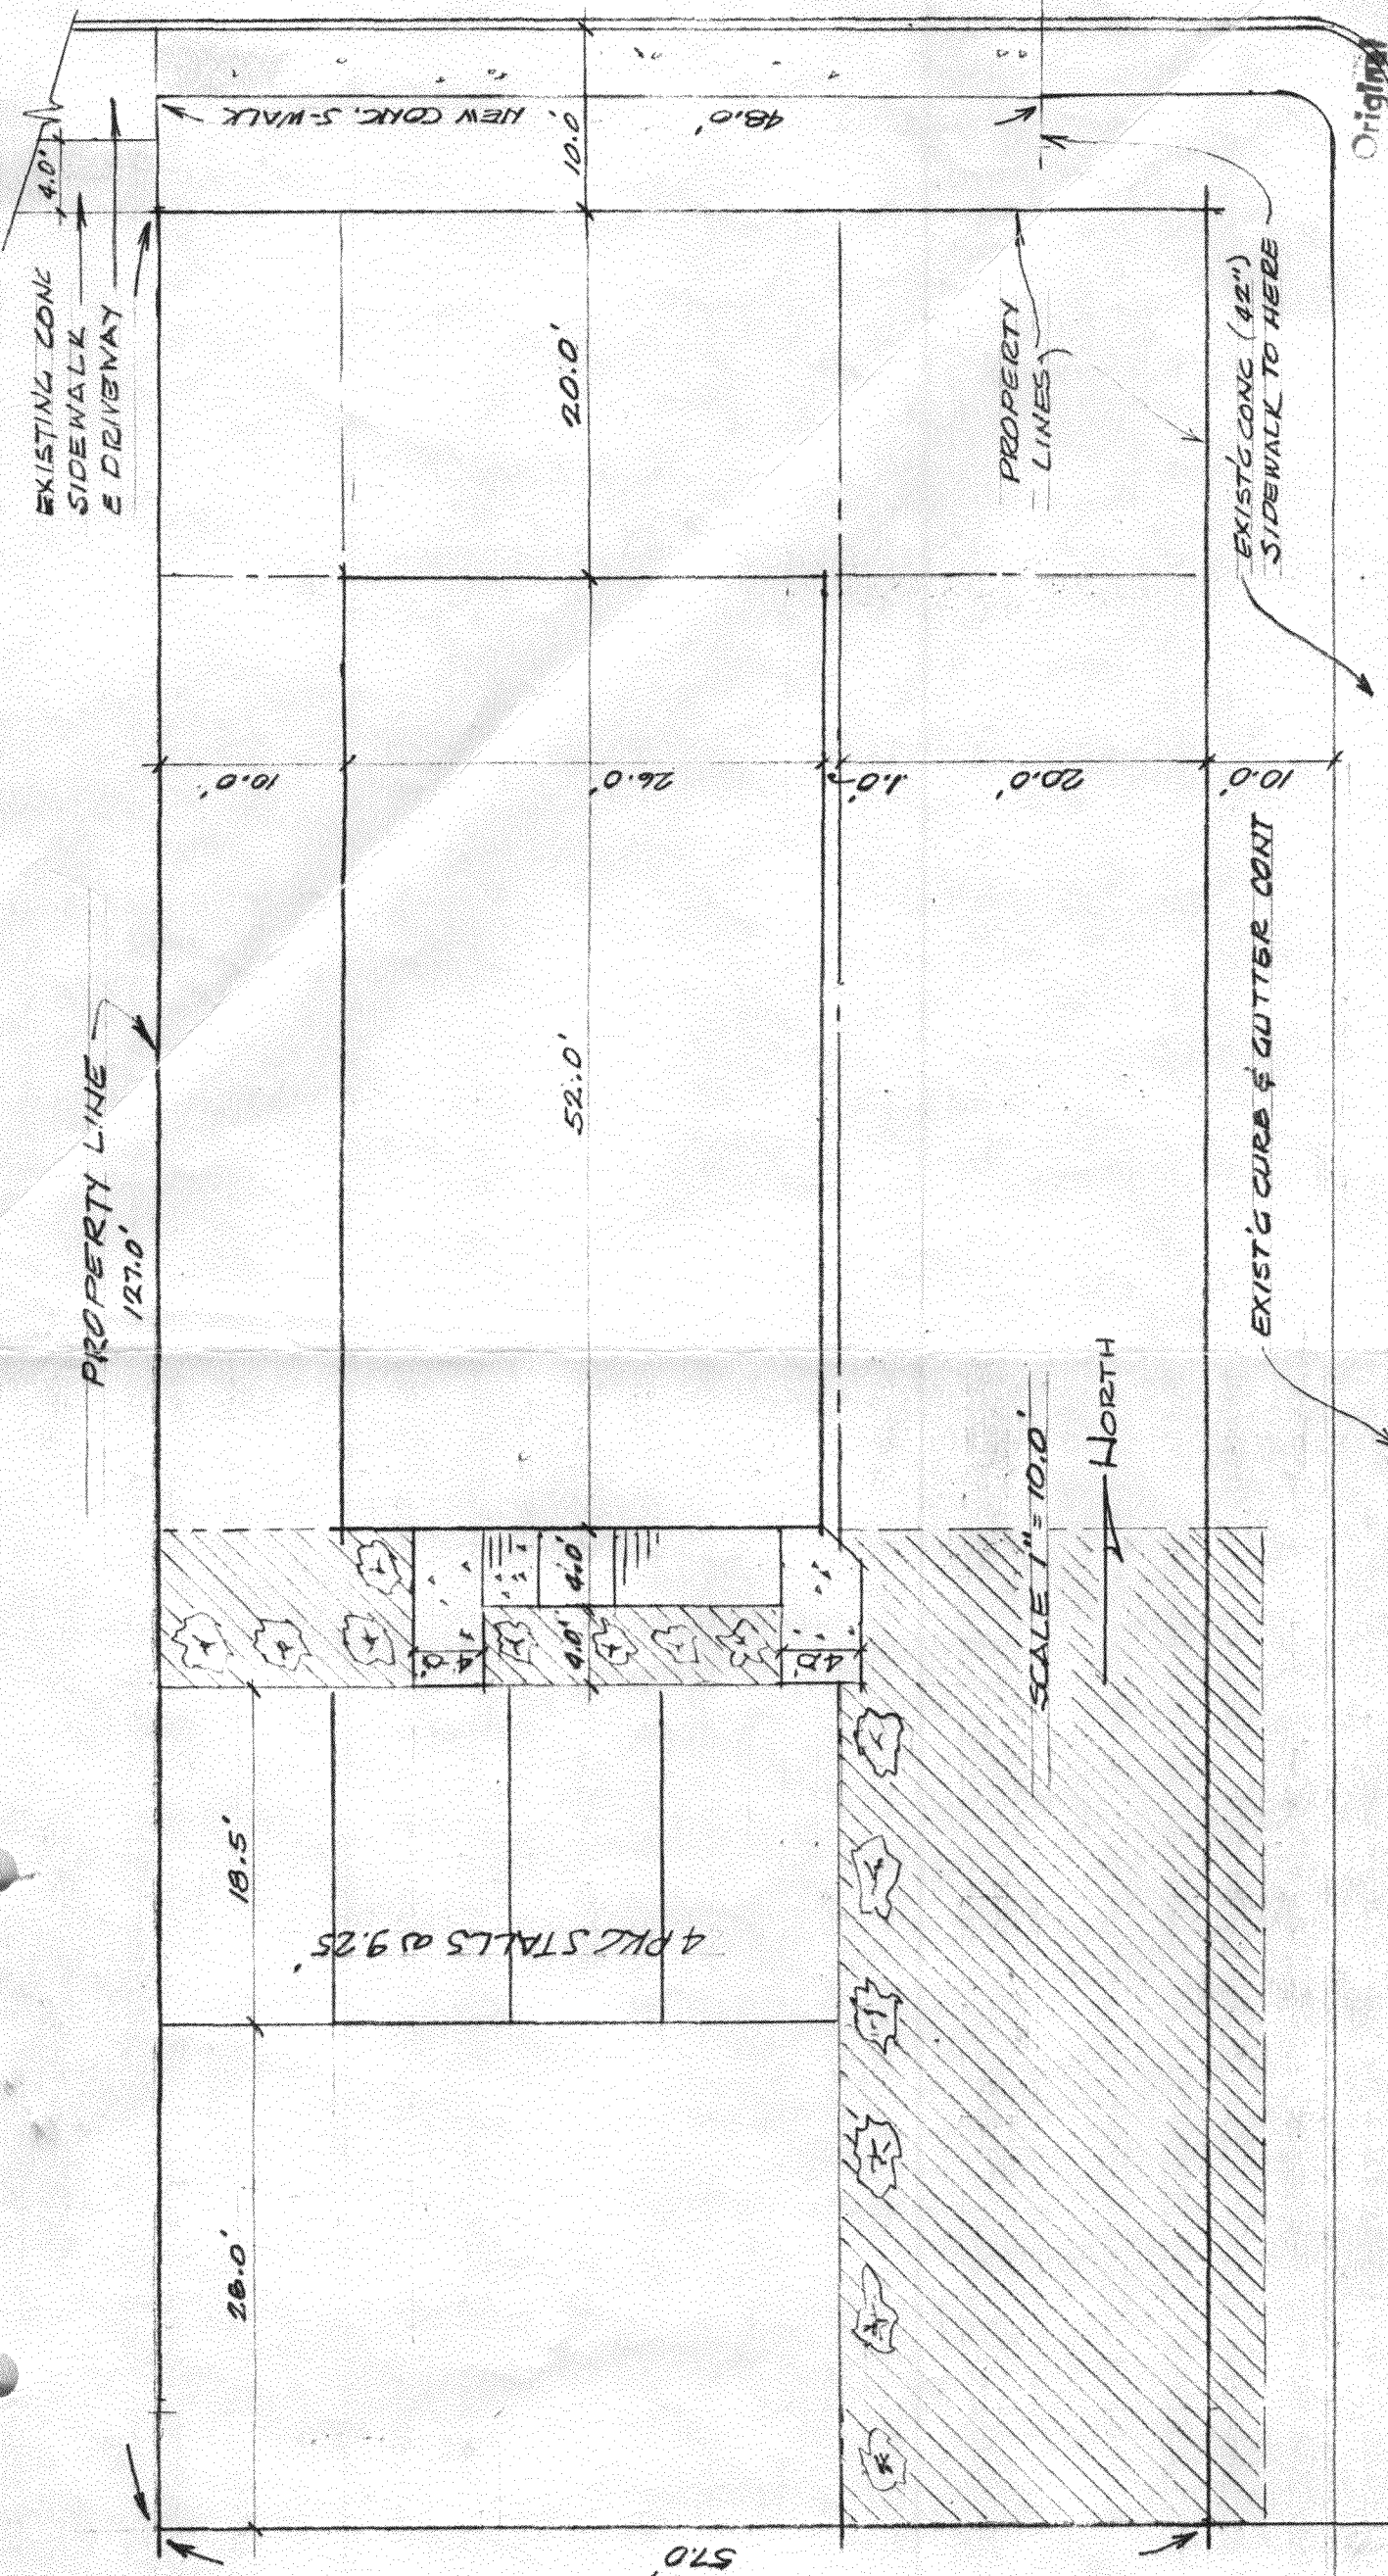 EXISTING CONC
SIDEWALK
& DRIVEWAY
4.0'
NEW CONC. S-WALK
48.0'
10.0'
Original
20.0'
PROPERTY
LINES
EXIST'G CONC (42")
SIDEWALK TO HERE
10.0'
26.0'
1.0'
20.0'
10.0'
PROPERTY LINE
127.0'
52.0'
EXIST'G CURB & GUTTER CONT
NORTH
SCALE 1" = 10.0'
4.0'
4.0'
4.0'
4.0'
18.5'
4 PKG STALLS @ 9.25'
28.0'
57.0'